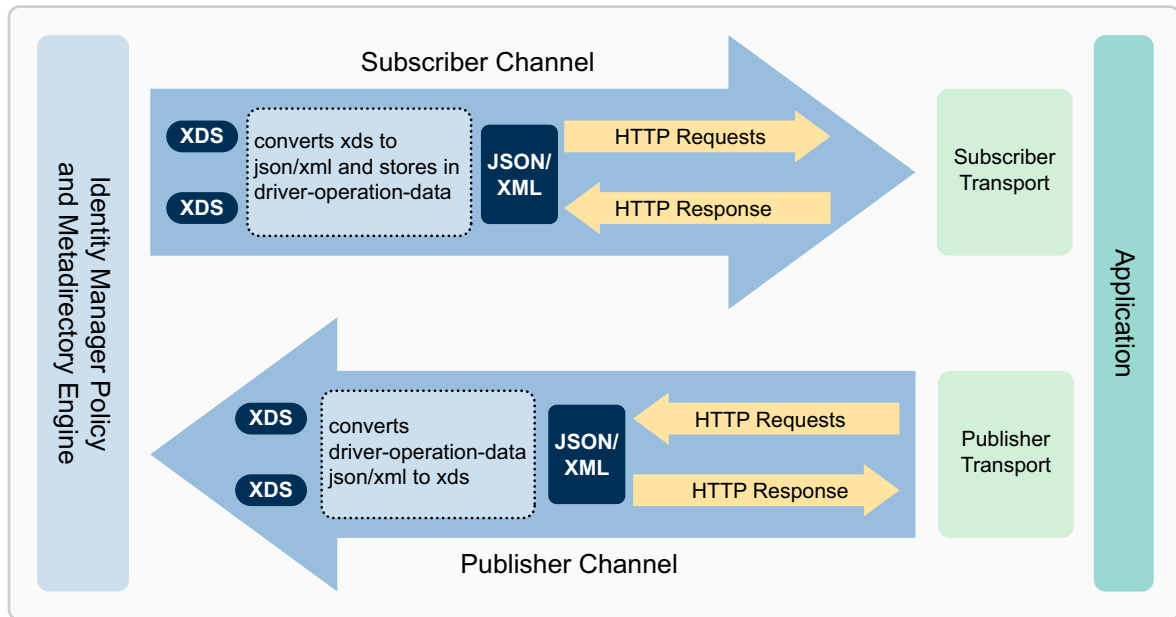 Identity Manager Policy
and Metadirectory Engine
Subscriber Channel
XDS
XDS
converts xds to
json/xml and stores in
driver-operation-data
JSON/
XML
HTTP Requests
HTTP Response
Subscriber
Transport
Application
XDS
XDS
converts
driver-operation-data
json/xml to xds
JSON/
XML
HTTP Requests
HTTP Response
Publisher
Transport
Publisher Channel